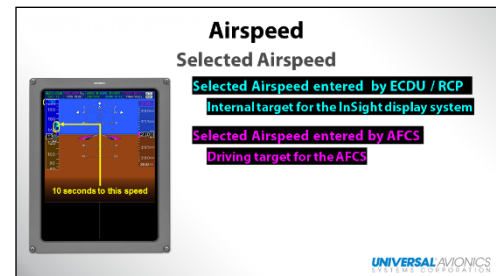 Airspeed
Selected Airspeed
Selected Airspeed entered by ECDU / RCP
Internal target for the InSight display system
Selected Airspeed entered by AFCS
Driving target for the AFCS
10 seconds to this speed
UNIVERSAL AVIONICS
SYSTEMS CORPORATION